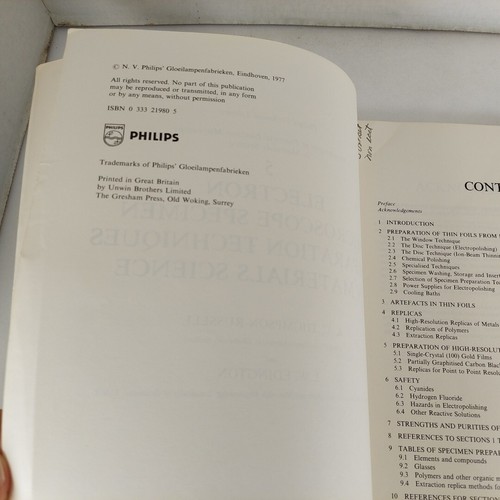 © N. V. Philips' Gloeilampenfabrieken, Eindhoven, 1977
All rights reserved. No part of this publication
may be reproduced or transmitted, in any form
or by any means, without permission
ISBN 0 333 21980 5
PHILIPS
PHILIPS
Trademarks of Philips' Gloeilampenfabrieken
Printed in Great Britain
by Unwin Brothers Limited
The Gresham Press, Old Woking, Surrey
CONT
Preface
Acknowledgements
1 INTRODUCTION
2 PREPARATION OF THIN FOILS FROM
2.1 The Window Technique
2.2 The Disc Technique (Electropolishing)
2.3 The Disc Technique (Ion-Beam Thinni
2.4 Chemical Polishing
2.5 Specialised Techniques
2.6 Specimen Washing, Storage and Insert
2.7 Selection of Specimen Preparation Te
2.8 Power Supplies for Electropolishing
2.9 Cooling Baths
3 ARTEFACTS IN THIN FOILS
4 REPLICAS
4.1 High-Resolution Replicas of Metals
4.2 Replication of Polymers
4.3 Extraction Replicas
5 PREPARATION OF HIGH-RESOLUT
5.1 Single-Crystal (100) Gold Films
5.2 Partially Graphitised Carbon Black
5.3 Replicas for Point to Point Resolu
6 SAFETY
6.1 Cyanides
6.2 Hydrogen Fluoride
6.3 Hazards in Electropolishing
6.4 Other Reactive Solutions
7 STRENGTHS AND PURITIES OF
8 REFERENCES TO SECTIONS 1 T
9 TABLES OF SPECIMEN PREPAR
9.1 Elements and compounds
9.2 Glasses
9.3 Polymers and other organic m
9.4 Extraction replica methods fo
10 REFERENCES FOR SECTION